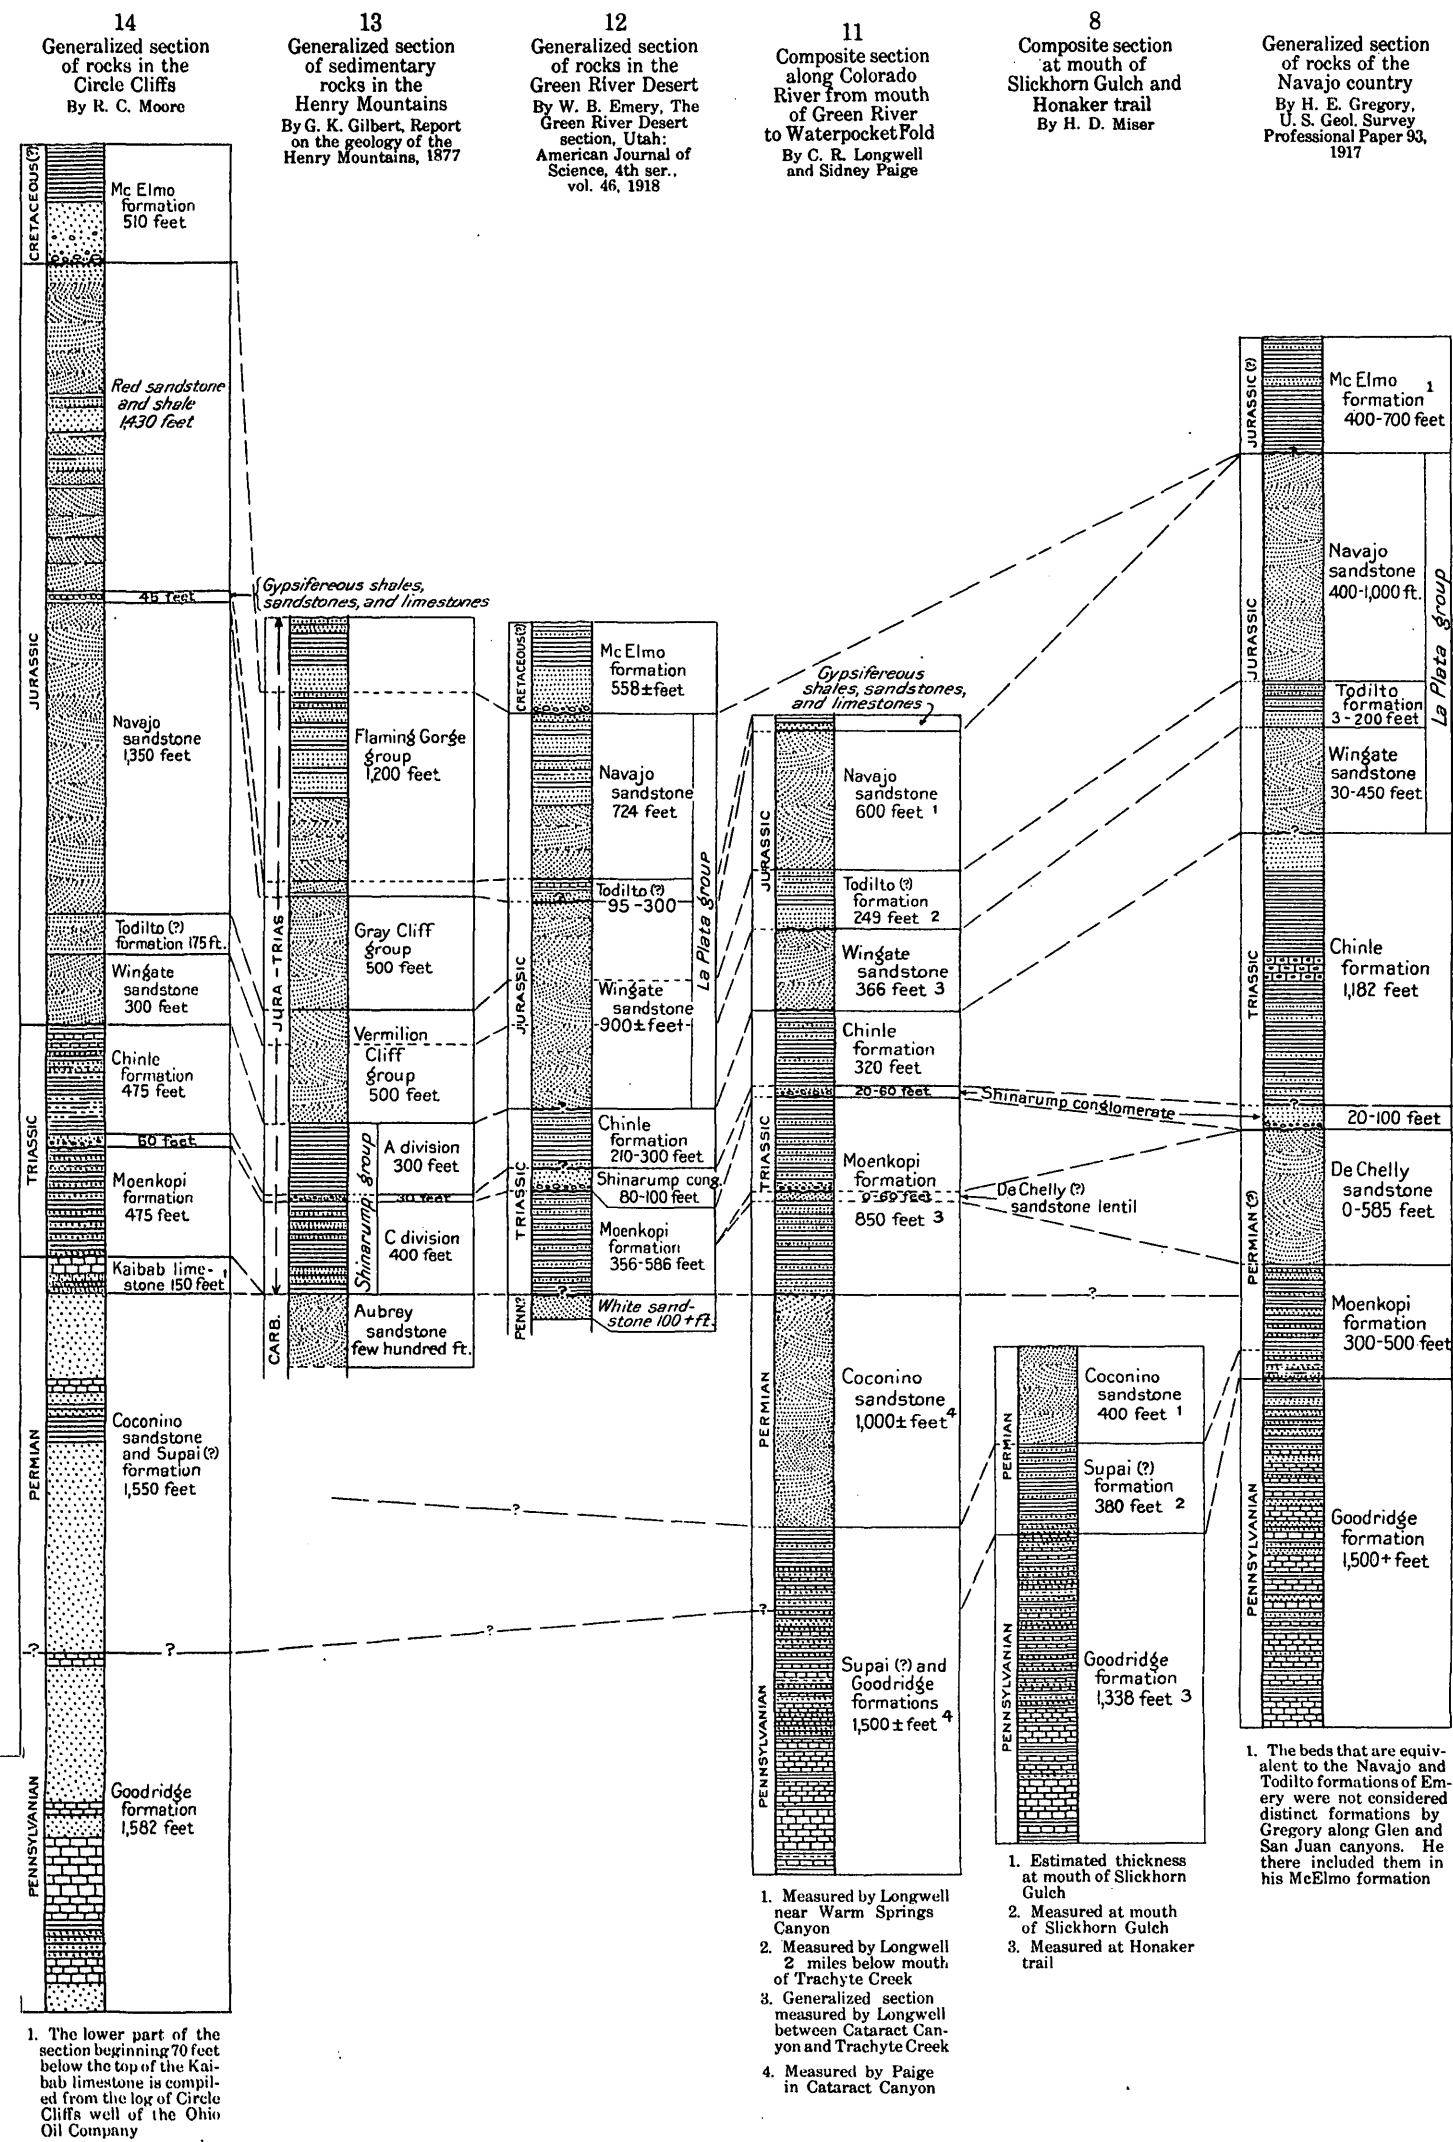 14
Generalized section
of rocks in the
Circle Cliffs
By R. C. Moore
CRETACEOUS(?)
JURASSIC
TRIASSIC
PERMIAN
PENNSYLVANIAN
Mc Elmo
formation
510 feet
Red sandstone
and shale
1,430 feet
45 feet
Navajo
sandstone
1,350 feet
Todilto (?)
formation 175 ft.
Wingate
sandstone
300 feet
Chinle
formation
475 feet
60 feet
Moenkopi
formation
475 feet
Kaibab lime-
stone 150 feet 1
Coconino
sandstone
and Supai (?)
formation
1,550 feet
?
?
Goodridge
formation
1,582 feet
1. The lower part of the
section beginning 70 feet
below the top of the Kai-
bab limestone is compil-
ed from the log of Circle
Cliffs well of the Ohio
Oil Company
13
Generalized section
of sedimentary
rocks in the
Henry Mountains
By G. K. Gilbert, Report
on the geology of the
Henry Mountains, 1877
Gypsifereous shales,
sandstones, and limestones
JURA-TRIAS
CARB.
Flaming Gorge
group
1,200 feet
Gray Cliff
group
500 feet
Vermilion
Cliff
group
500 feet
Shinarump group
A division
300 feet
30 feet
C division
400 feet
Aubrey
sandstone
few hundred ft.
12
Generalized section
of rocks in the
Green River Desert
By W. B. Emery, The
Green River Desert
section, Utah:
American Journal of
Science, 4th ser.,
vol. 46, 1918
CRETACEOUS(?)
JURASSIC
TRIASSIC
PENN.?
Mc Elmo
formation
558±feet
Navajo
sandstone
724 feet
Todilto (?)
95-300
Wingate
sandstone
900±feet
La Plata group
?
Chinle
formation
210-300 feet
?
Shinarump cong.
80-100 feet
Moenkopi
formation
356-586 feet
?
White sand-
stone 100+ft.
?
?
11
Composite section
along Colorado
River from mouth
of Green River
to Waterpocket Fold
By C. R. Longwell
and Sidney Paige
Gypsifereous
shales, sandstones,
and limestones
JURASSIC
TRIASSIC
PERMIAN
PENNSYLVANIAN
Navajo
sandstone
600 feet 1
Todilto (?)
formation
249 feet 2
Wingate
sandstone
366 feet 3
Chinle
formation
320 feet
20-60 feet
Shinarump conglomerate
Moenkopi
formation
0-60 feet
850 feet 3
De Chelly (?)
sandstone lentil
?
Coconino
sandstone
1,000± feet 4
?
Supai (?) and
Goodridge
formations
1,500± feet 4
1. Measured by Longwell
near Warm Springs
Canyon
2. Measured by Longwell
2 miles below mouth
of Trachyte Creek
3. Generalized section
measured by Longwell
between Cataract Can-
yon and Trachyte Creek
4. Measured by Paige
in Cataract Canyon
8
Composite section
at mouth of
Slickhorn Gulch and
Honaker trail
By H. D. Miser
PERMIAN
PENNSYLVANIAN
Coconino
sandstone
400 feet 1
Supai (?)
formation
380 feet 2
Goodridge
formation
1,338 feet 3
1. Estimated thickness
at mouth of Slickhorn
Gulch
2. Measured at mouth
of Slickhorn Gulch
3. Measured at Honaker
trail
Generalized section
of rocks of the
Navajo country
By H. E. Gregory,
U. S. Geol. Survey
Professional Paper 93,
1917
JURASSIC(?)
JURASSIC
TRIASSIC
PERMIAN(?)
PENNSYLVANIAN
Mc Elmo
formation 1
400-700 feet
?
Navajo
sandstone
400-1,000 ft.
Todilto
formation
3-200 feet
Wingate
sandstone
30-450 feet
La Plata group
?
Chinle
formation
1,182 feet
?
20-100 feet
De Chelly
sandstone
0-585 feet
Moenkopi
formation
300-500 feet
Goodridge
formation
1,500+ feet
1. The beds that are equiv-
alent to the Navajo and
Todilto formations of Em-
ery were not considered
distinct formations by
Gregory along Glen and
San Juan canyons. He
there included them in
his McElmo formation